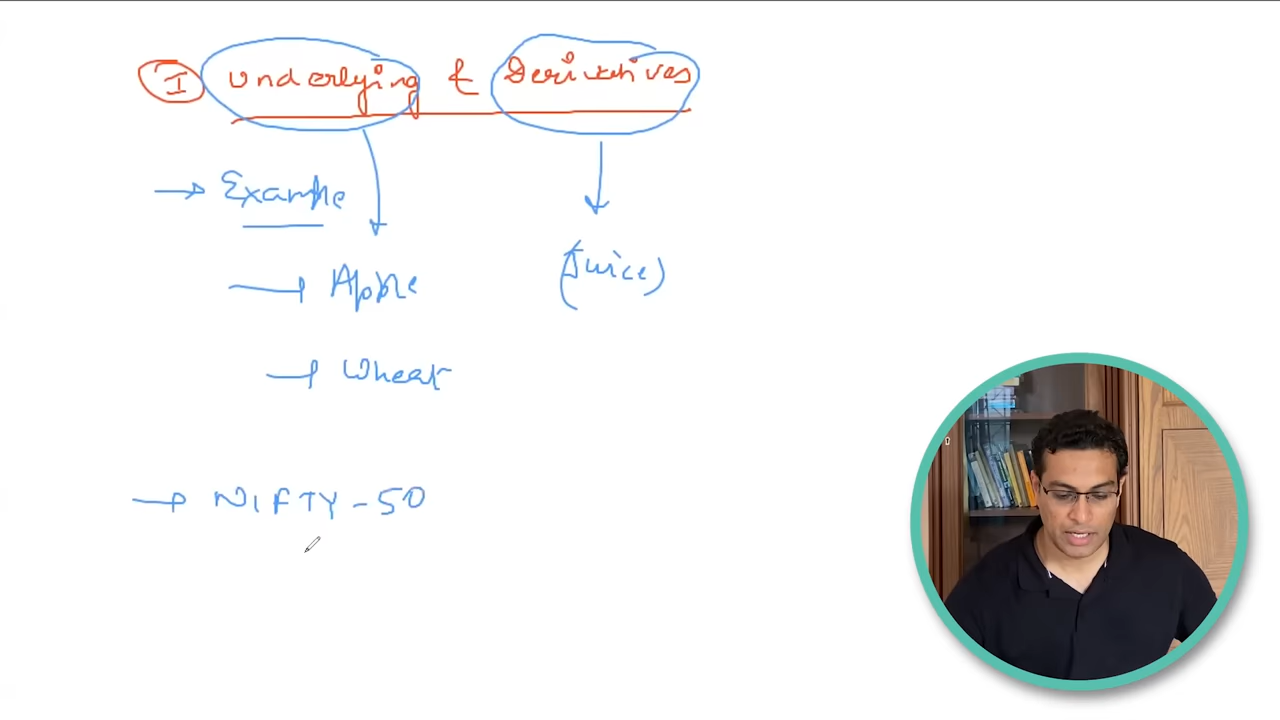 I Underlying & Derivatives
→ Example
→ Apple (Juice)
→ Wheat
→ NIFTY-50